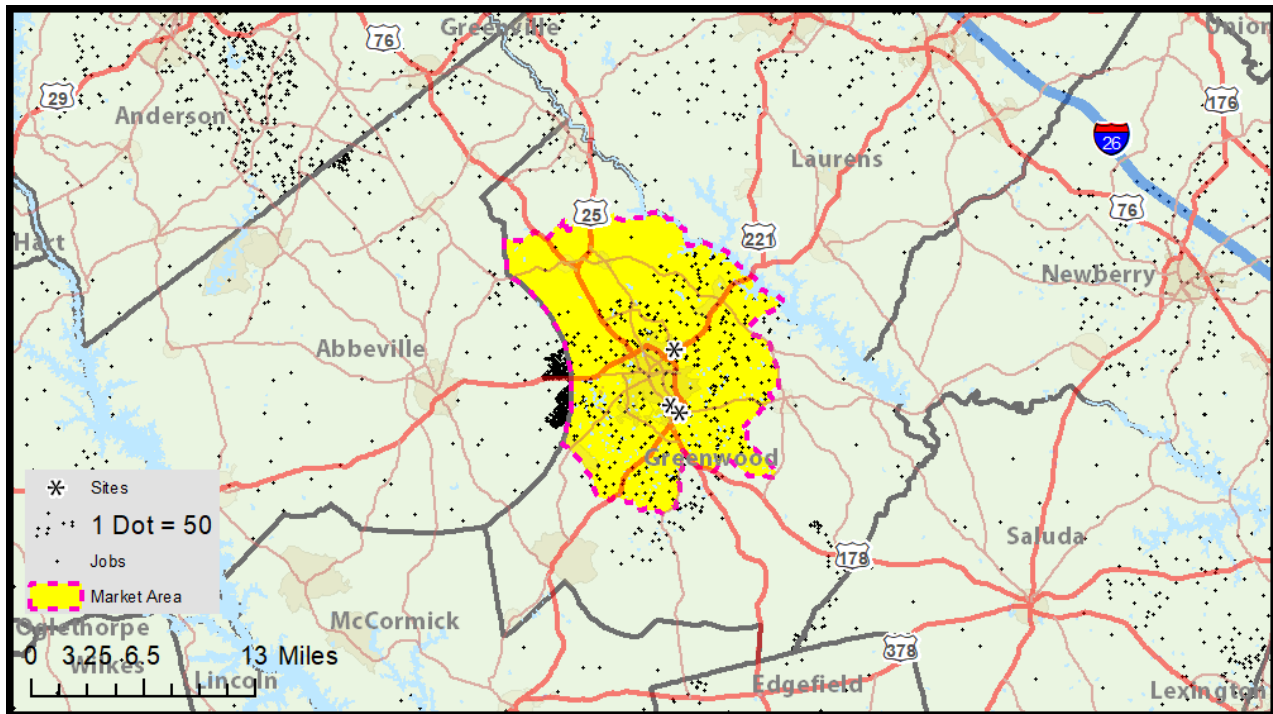 Greenville
Union
76
29
Anderson
176
26
Laurens
76
25
221
Hart
Newberry
Abbeville
Greenwood
Sites
1 Dot = 50
Jobs
Market Area
178
Saluda
McCormick
Oglethorpe
0 3.25 6.5 13 Miles
Wilkes
Lincoln
378
Edgefield
Lexington